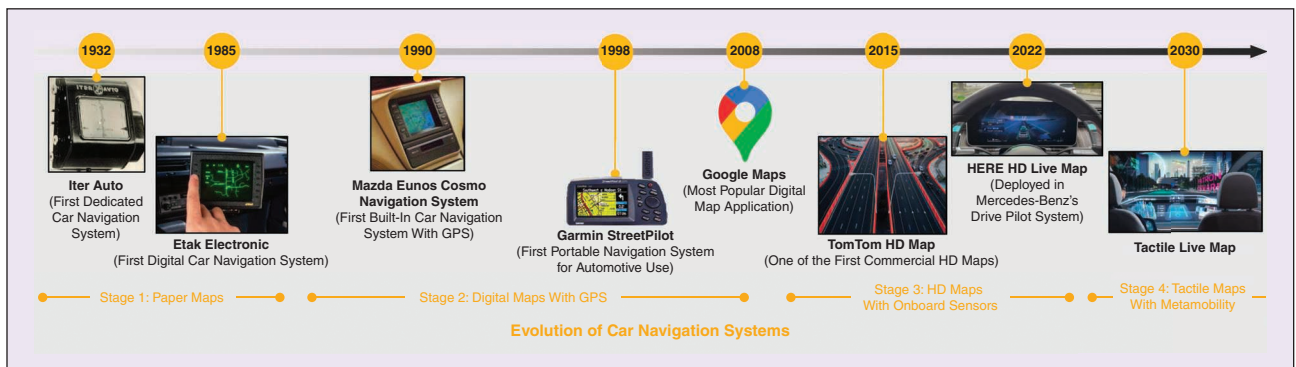 1932
1985
1990
1998
2008
2015
2022
2030
ITER AUTO
Iter Auto
(First Dedicated
Car Navigation
System)
Etak Electronic
(First Digital Car Navigation System)
Mazda Eunos Cosmo
Navigation System
(First Built-In Car Navigation
System With GPS)
Garmin StreetPilot
(First Portable Navigation System
for Automotive Use)
Google Maps
(Most Popular Digital
Map Application)
TomTom HD Map
(One of the First Commercial HD Maps)
HERE HD Live Map
(Deployed in
Mercedes-Benz's
Drive Pilot System)
Tactile Live Map
Stage 1: Paper Maps
Stage 2: Digital Maps With GPS
Stage 3: HD Maps
With Onboard Sensors
Stage 4: Tactile Maps
With Metamobility
Evolution of Car Navigation Systems